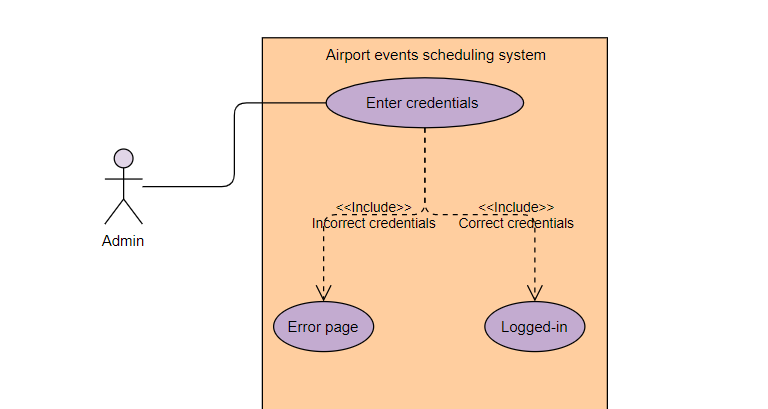 Airport events scheduling system
Enter credentials
<<Include>>
Incorrect credentials
<<Include>>
Correct credentials
Admin
Error page
Logged-in